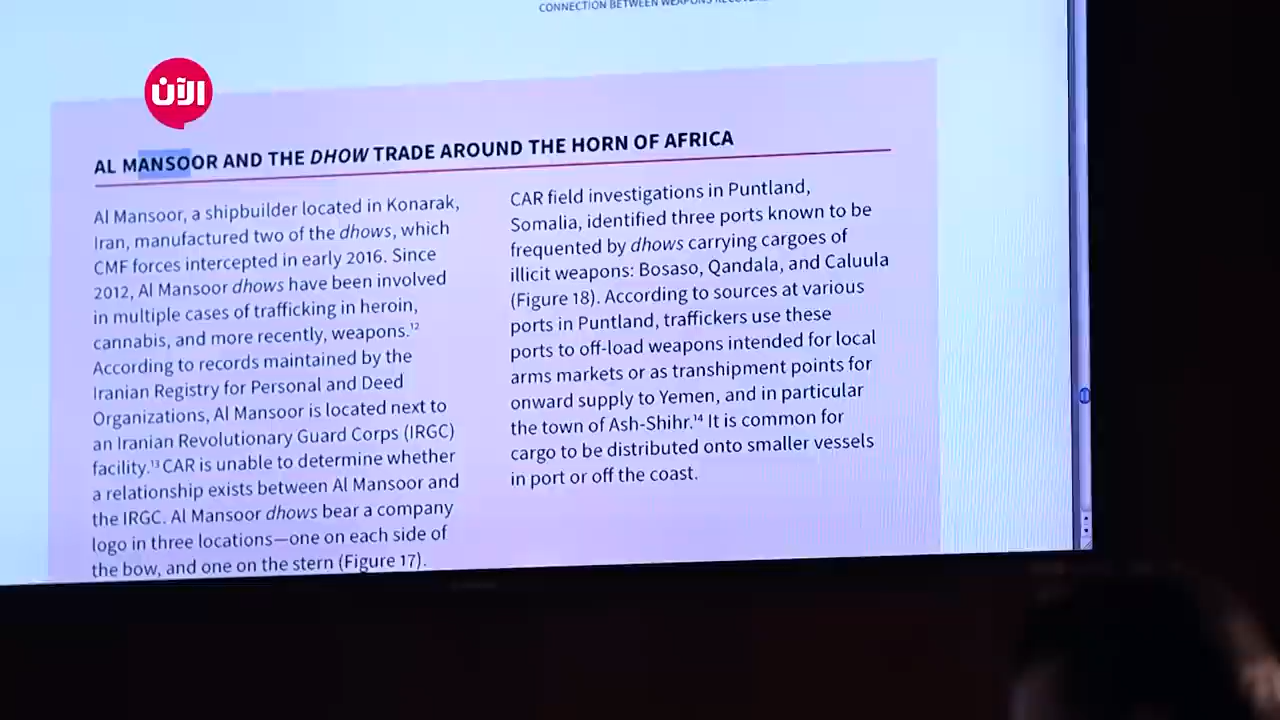 CONNECTION BETWEEN WEAPONS
الآن
AL MANSOOR AND THE DHOW TRADE AROUND THE HORN OF AFRICA
Al Mansoor, a shipbuilder located in Konarak,
Iran, manufactured two of the dhows, which
CMF forces intercepted in early 2016. Since
2012, Al Mansoor dhows have been involved
in multiple cases of trafficking in heroin,
cannabis, and more recently, weapons.¹²
According to records maintained by the
Iranian Registry for Personal and Deed
Organizations, Al Mansoor is located next to
an Iranian Revolutionary Guard Corps (IRGC)
facility.¹³ CAR is unable to determine whether
a relationship exists between Al Mansoor and
the IRGC. Al Mansoor dhows bear a company
logo in three locations—one on each side of
the bow, and one on the stern (Figure 17).
CAR field investigations in Puntland,
Somalia, identified three ports known to be
frequented by dhows carrying cargoes of
illicit weapons: Bosaso, Qandala, and Caluula
(Figure 18). According to sources at various
ports in Puntland, traffickers use these
ports to off-load weapons intended for local
arms markets or as transhipment points for
onward supply to Yemen, and in particular
the town of Ash-Shihr.¹⁴ It is common for
cargo to be distributed onto smaller vessels
in port or off the coast.